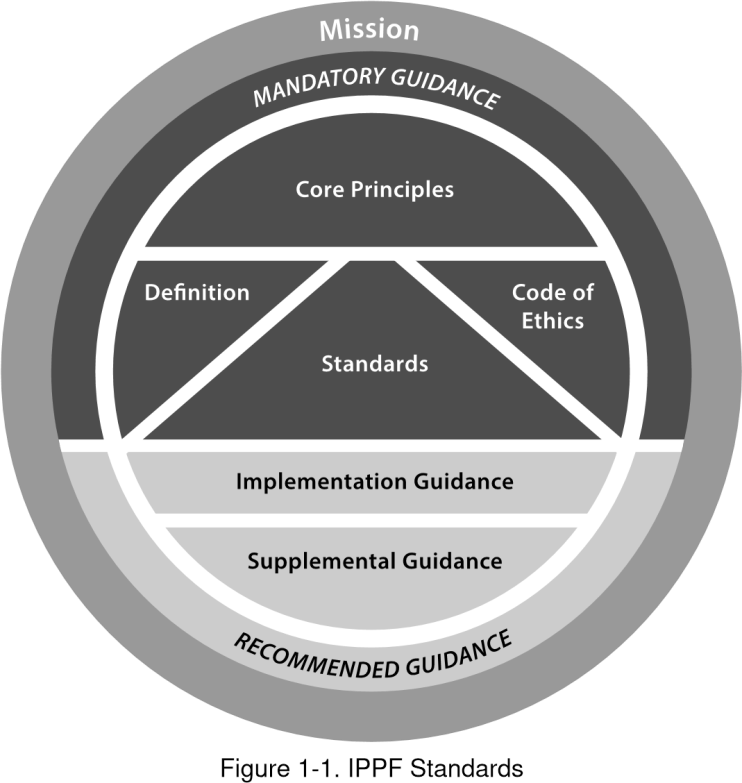 Mission
MANDATORY GUIDANCE
Core Principles
Definition
Code of
Ethics
Standards
Implementation Guidance
Supplemental Guidance
RECOMMENDED GUIDANCE
Figure 1-1. IPPF Standards